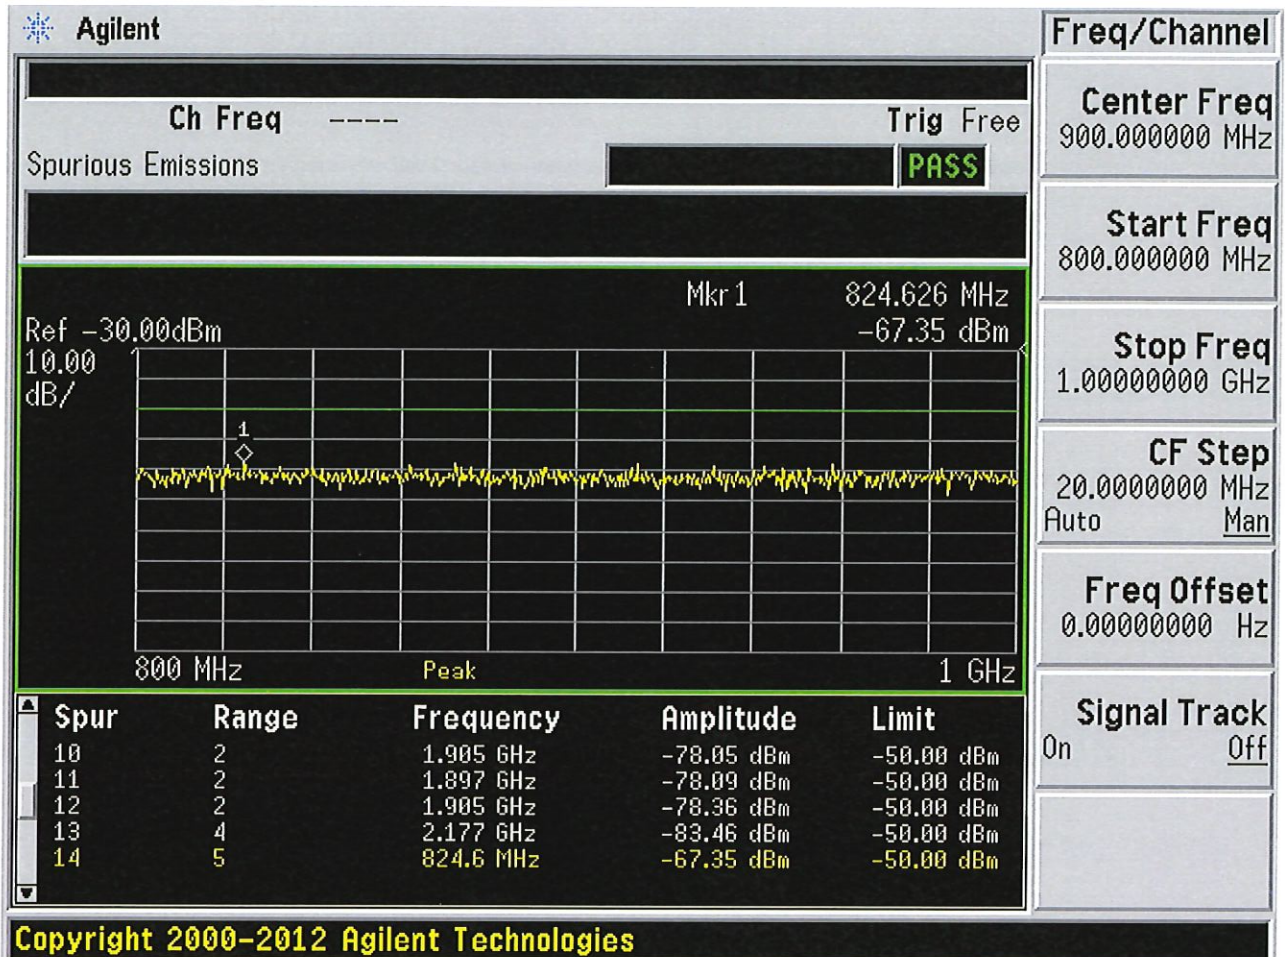 Agilent
Freq/Channel
Ch Freq ----
Trig Free
Spurious Emissions
PASS
Mkr1 824.626 MHz
-67.35 dBm
Ref -30.00dBm
10.00
dB/
1
800 MHz
Peak
1 GHz
Spur Range Frequency Amplitude Limit
10 2 1.905 GHz -78.05 dBm -50.00 dBm
11 2 1.897 GHz -78.09 dBm -50.00 dBm
12 2 1.905 GHz -78.36 dBm -50.00 dBm
13 4 2.177 GHz -83.46 dBm -50.00 dBm
14 5 824.6 MHz -67.35 dBm -50.00 dBm
Center Freq
900.000000 MHz
Start Freq
800.000000 MHz
Stop Freq
1.00000000 GHz
CF Step
20.0000000 MHz
Auto Man
Freq Offset
0.00000000 Hz
Signal Track
On Off
Copyright 2000-2012 Agilent Technologies